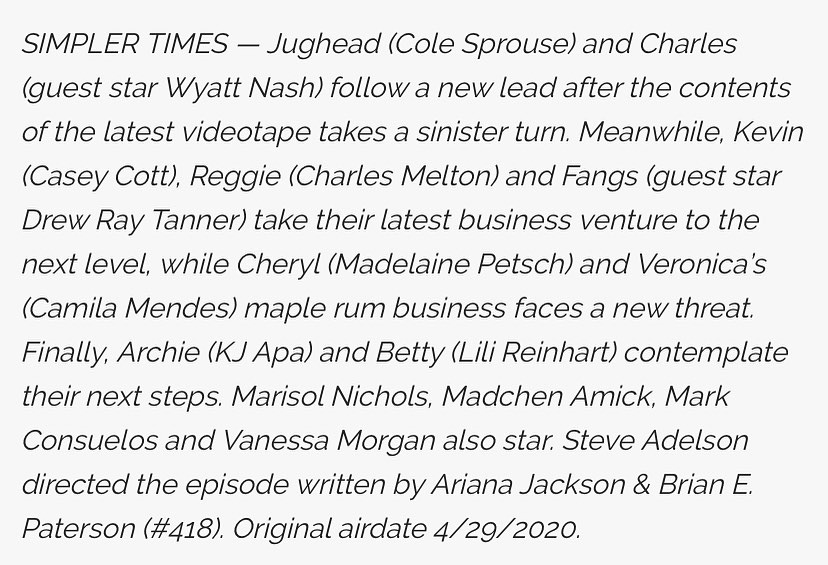 SIMPLER TIMES — Jughead (Cole Sprouse) and Charles
(guest star Wyatt Nash) follow a new lead after the contents
of the latest videotape takes a sinister turn. Meanwhile, Kevin
(Casey Cott), Reggie (Charles Melton) and Fangs (guest star
Drew Ray Tanner) take their latest business venture to the
next level, while Cheryl (Madelaine Petsch) and Veronica’s
(Camila Mendes) maple rum business faces a new threat.
Finally, Archie (KJ Apa) and Betty (Lili Reinhart) contemplate
their next steps. Marisol Nichols, Madchen Amick, Mark
Consuelos and Vanessa Morgan also star. Steve Adelson
directed the episode written by Ariana Jackson & Brian E.
Paterson (#418). Original airdate 4/29/2020.